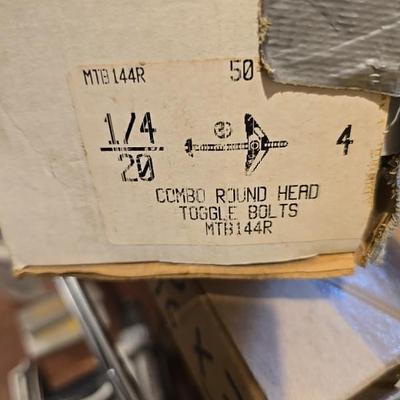 MTB144R 50
1/4
20
4
COMBO ROUND HEAD
TOGGLE BOLTS
MTB144R